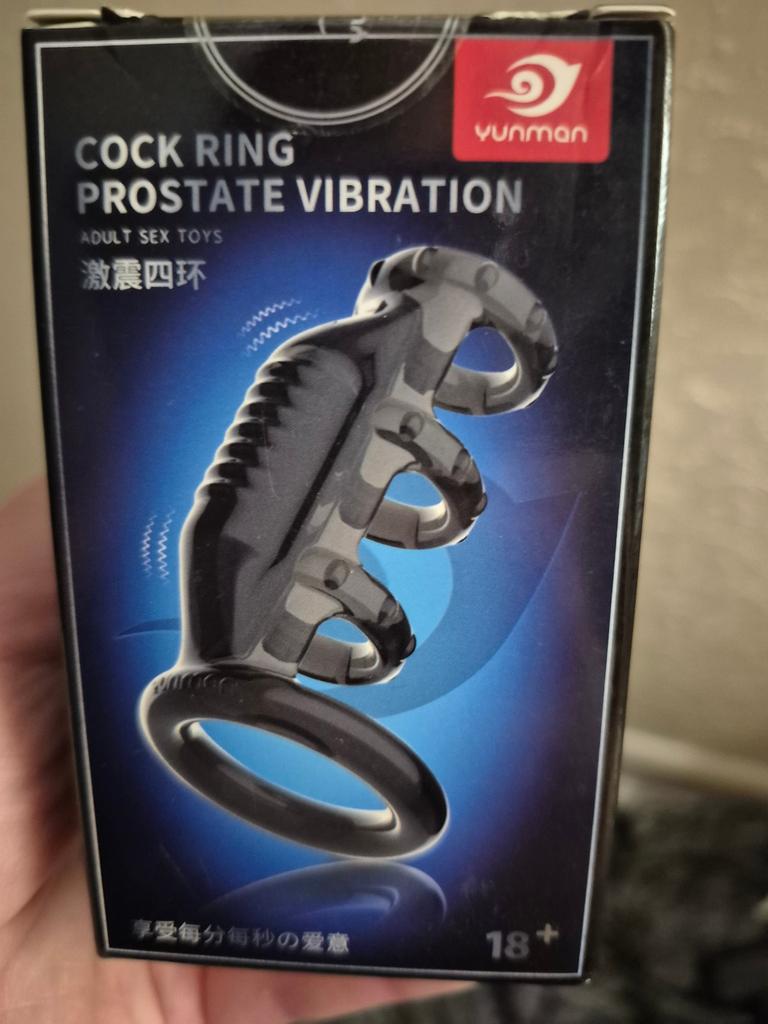 yunman
COCK RING
PROSTATE VIBRATION
ADULT SEX TOYS
激震四环
享受每分每秒の爱意
18+